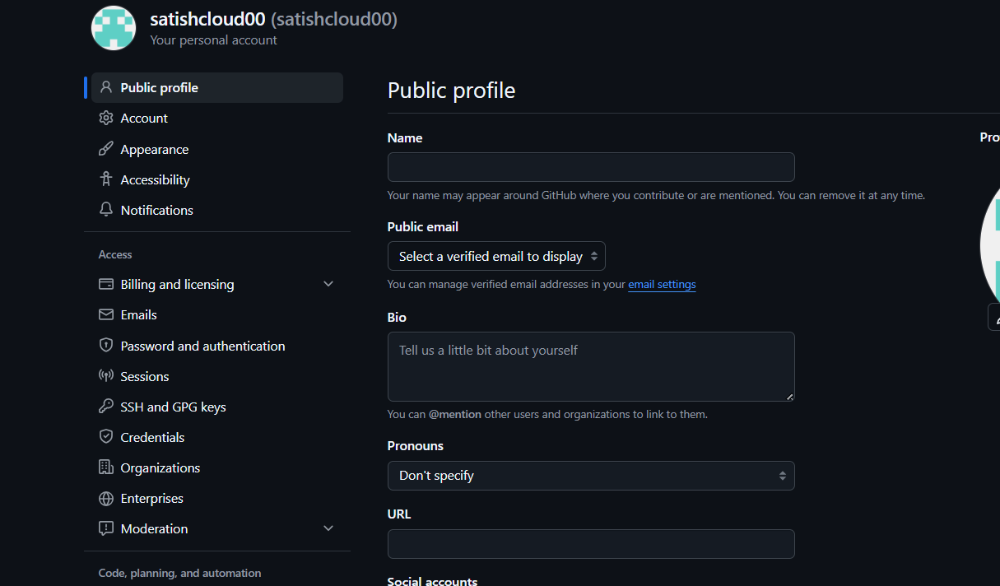 satishcloud00 (satishcloud00)
Your personal account
Public profile
Account
Appearance
Accessibility
Notifications
Access
Billing and licensing
Emails
Password and authentication
Sessions
SSH and GPG keys
Credentials
Organizations
Enterprises
Moderation
Code, planning, and automation
Public profile
Name
Your name may appear around GitHub where you contribute or are mentioned. You can remove it at any time.
Public email
Select a verified email to display
You can manage verified email addresses in your email settings
Bio
Tell us a little bit about yourself
You can @mention other users and organizations to link to them.
Pronouns
Don't specify
URL
Social accounts
Pro